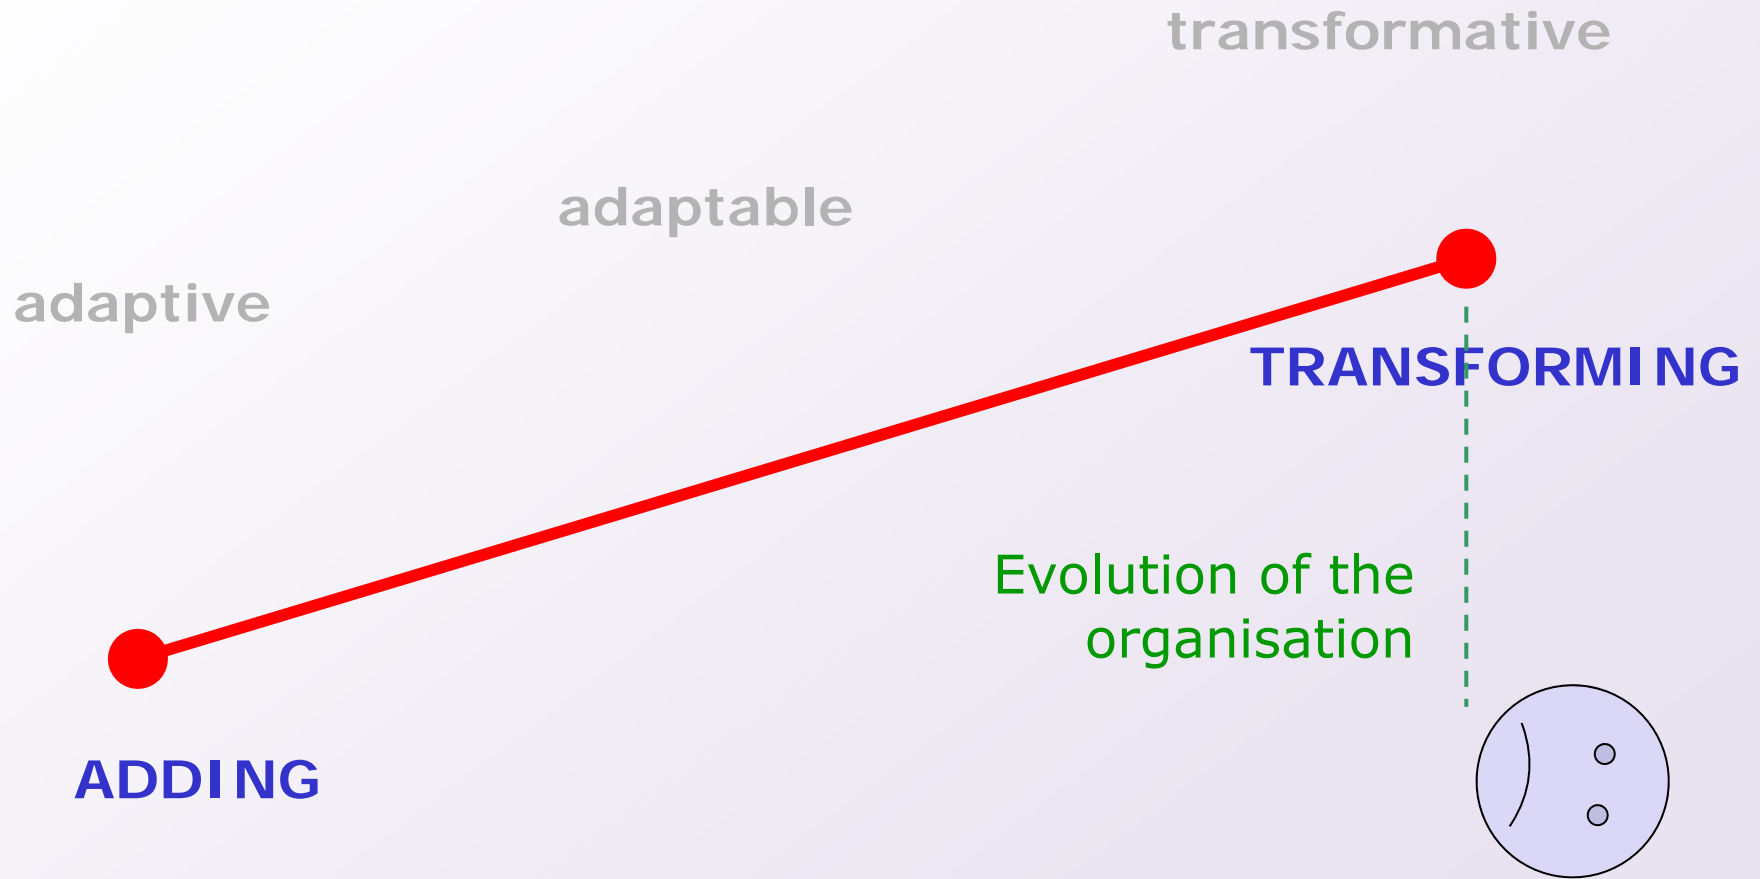 transformative
adaptable
adaptive
TRANSFORMING
Evolution of the
organisation
ADDING